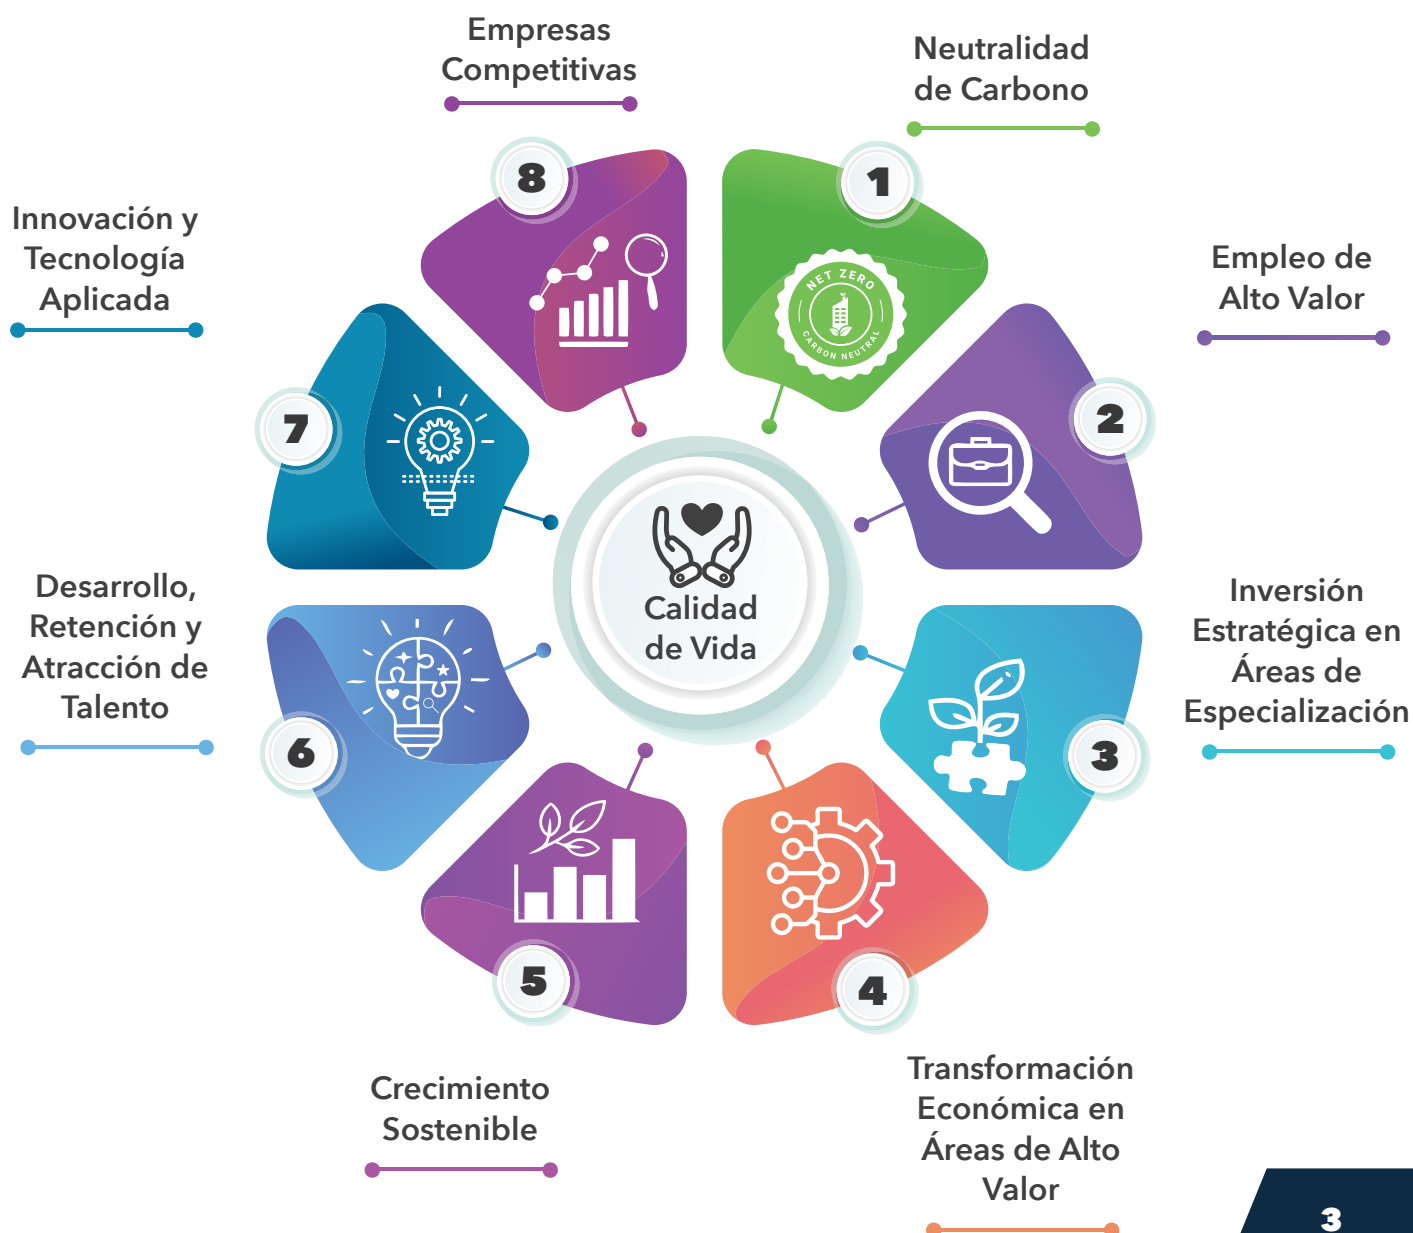 Empresas
Competitivas
8
Neutralidad
de Carbono
1
NET ZERO
CARBON NEUTRAL
Empleo de
Alto Valor
2
Inversión
Estratégica en
Áreas de
Especialización
3
Transformación
Económica en
Áreas de Alto
Valor
4
Crecimiento
Sostenible
5
Desarrollo,
Retención y
Atracción de
Talento
6
Innovación y
Tecnología
Aplicada
7
Calidad
de Vida
3